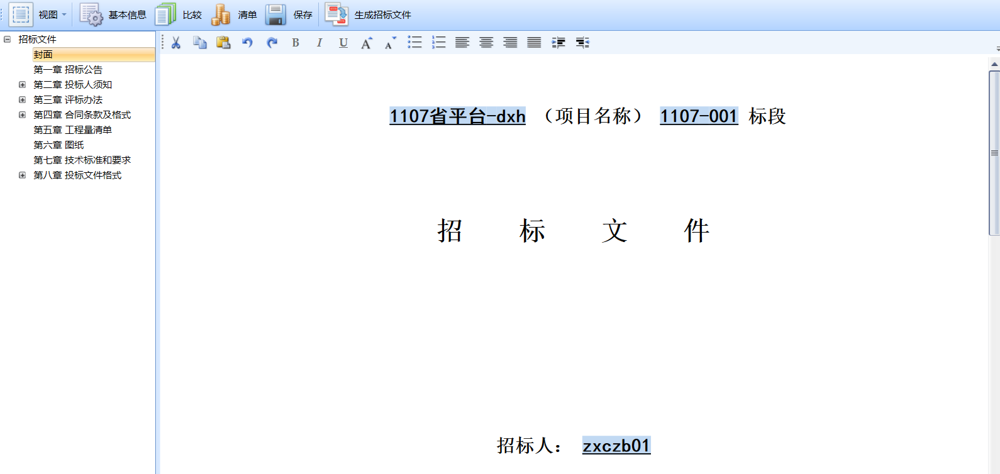 视图 基本信息 比较 清单 保存 生成招标文件
招标文件
封面
第一章 招标公告
第二章 投标人须知
第三章 评标办法
第四章 合同条款及格式
第五章 工程量清单
第六章 图纸
第七章 技术标准和要求
第八章 投标文件格式
B I U A A
1107省平台-dxh （项目名称） 1107-001 标段
招 标 文 件
招标人： zxczb01